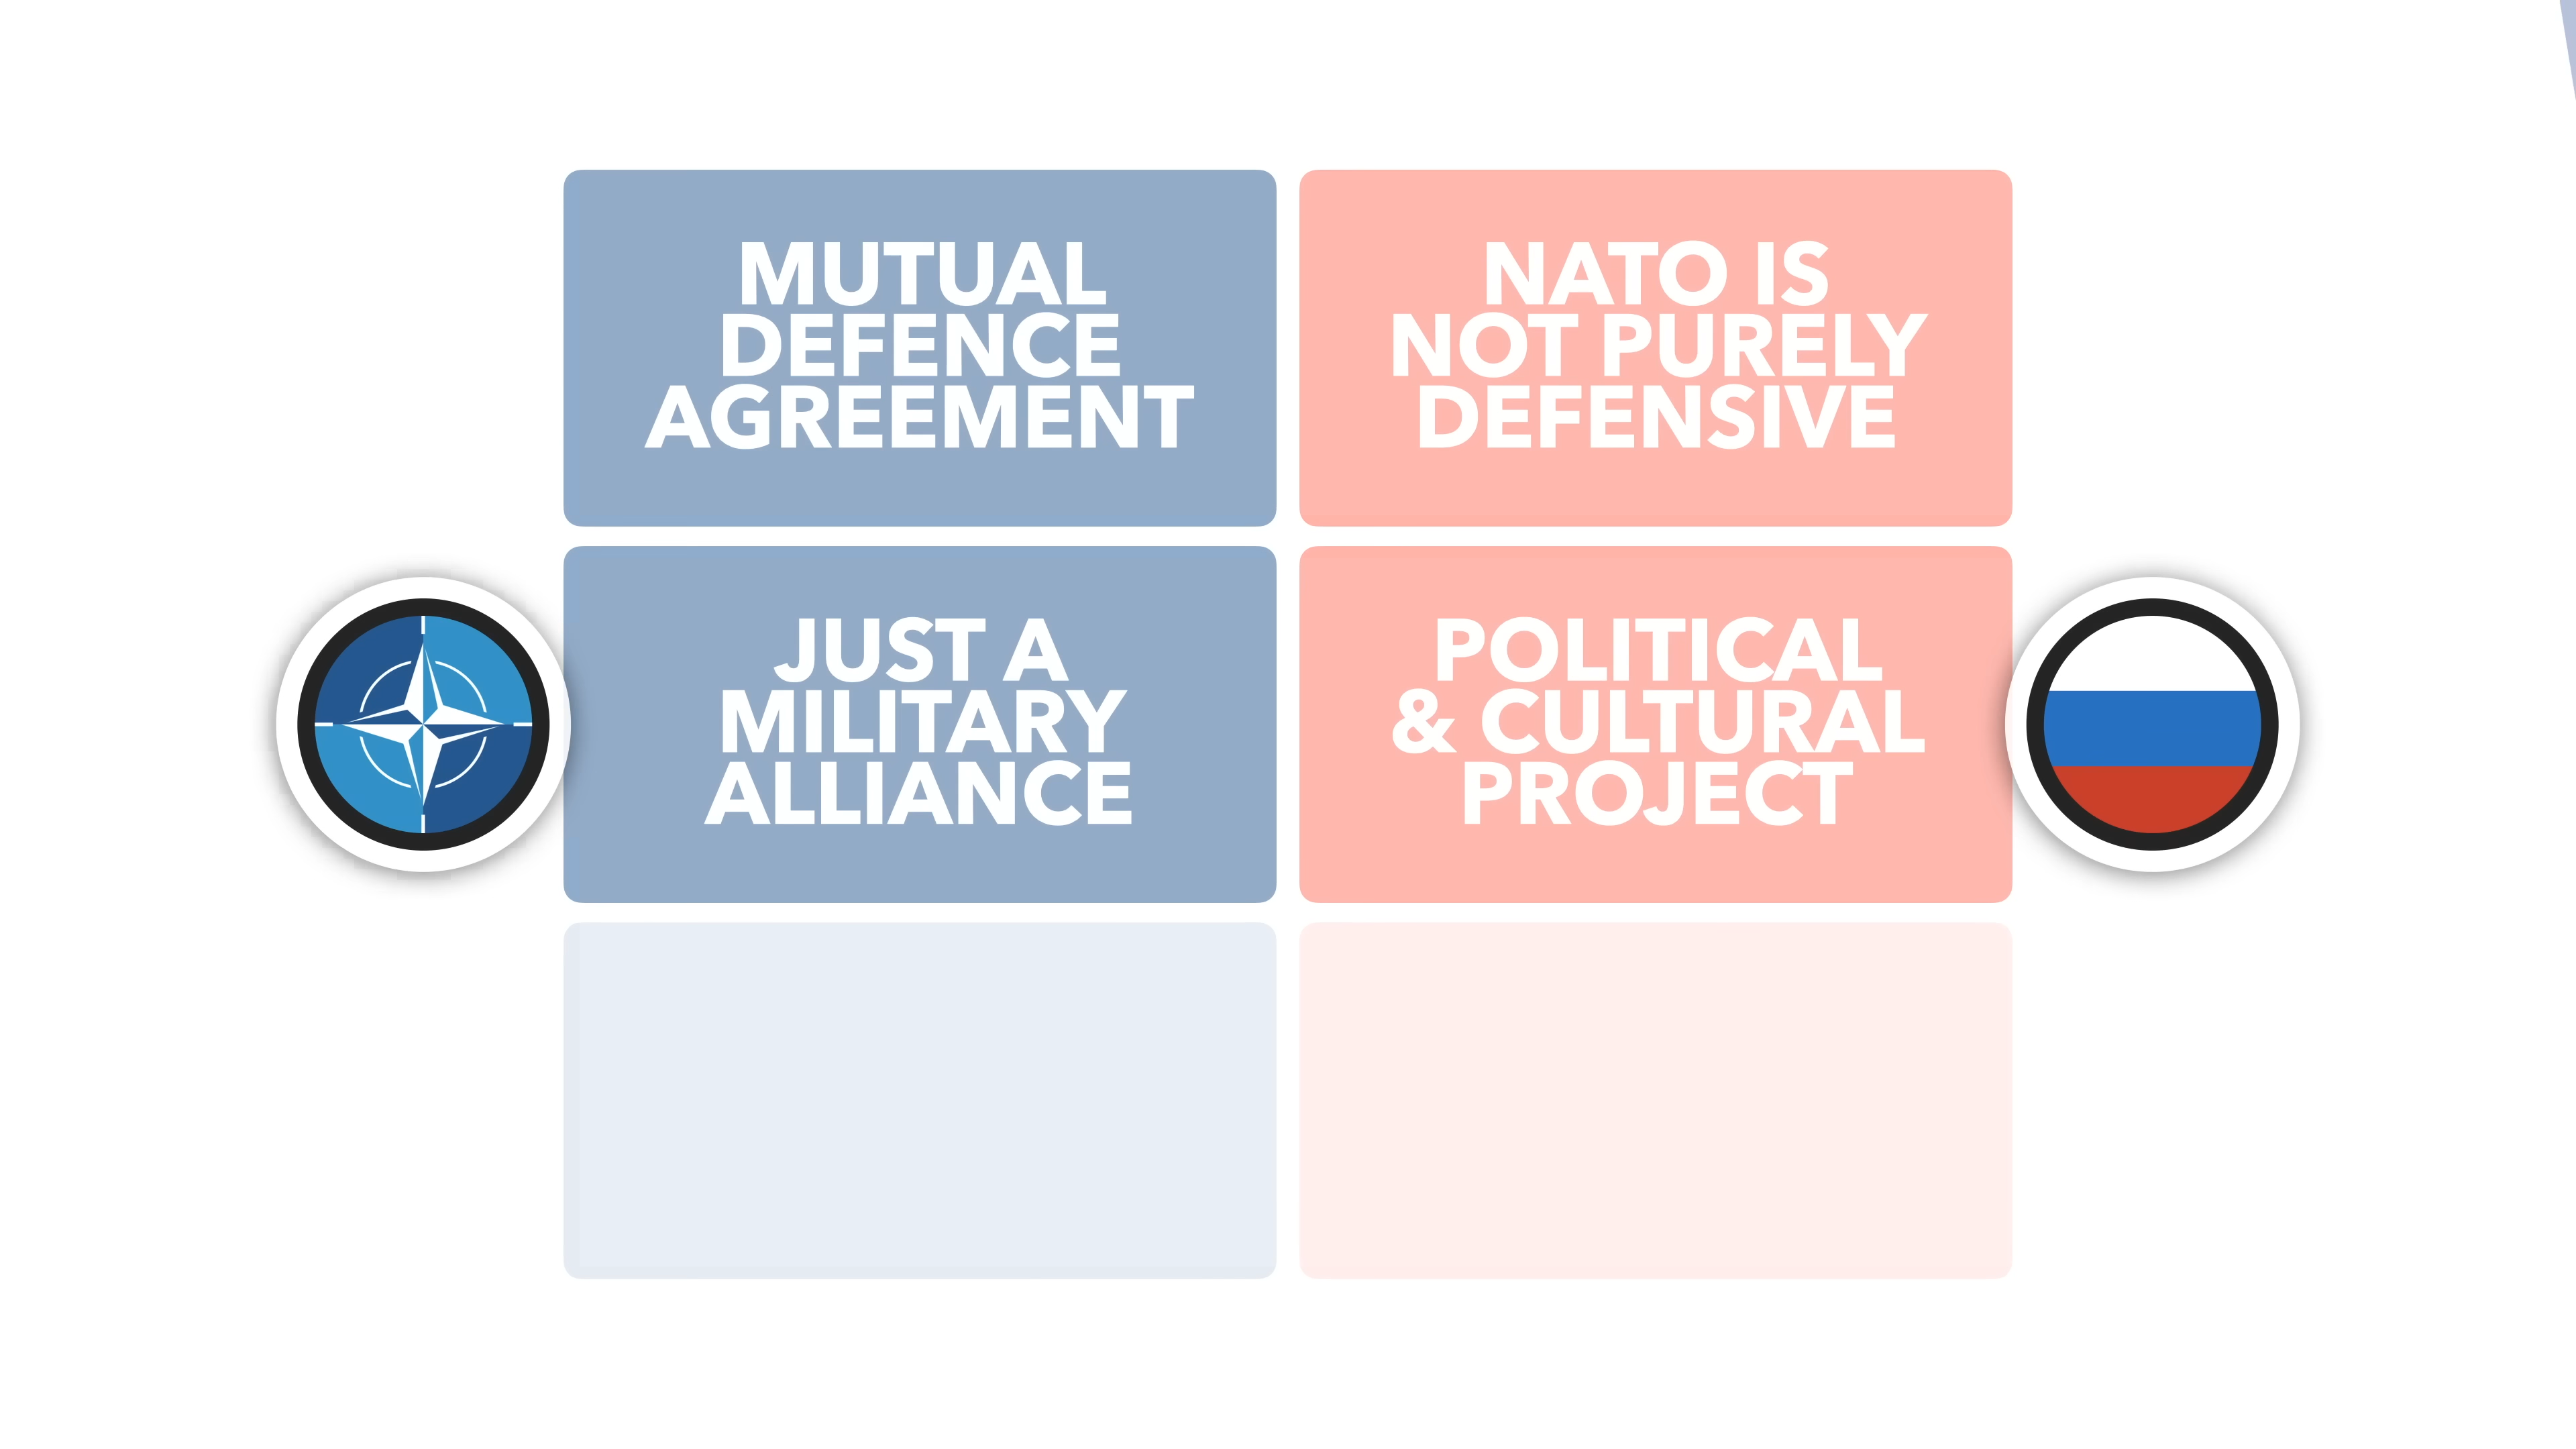 MUTUAL
DEFENCE
AGREEMENT
NATO IS
NOT PURELY
DEFENSIVE
JUST A
MILITARY
ALLIANCE
POLITICAL
& CULTURAL
PROJECT